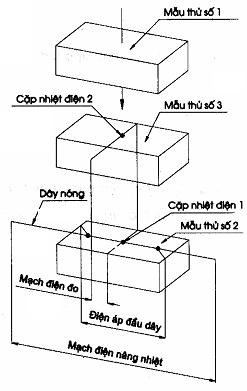 Mẫu thử số 1
Cặp nhiệt điện 2
Mẫu thử số 3
Dây nóng
Cặp nhiệt điện 1
Mẫu thử số 2
Mạch điện đo
Điện áp đầu dây
Mạch điện nâng nhiệt